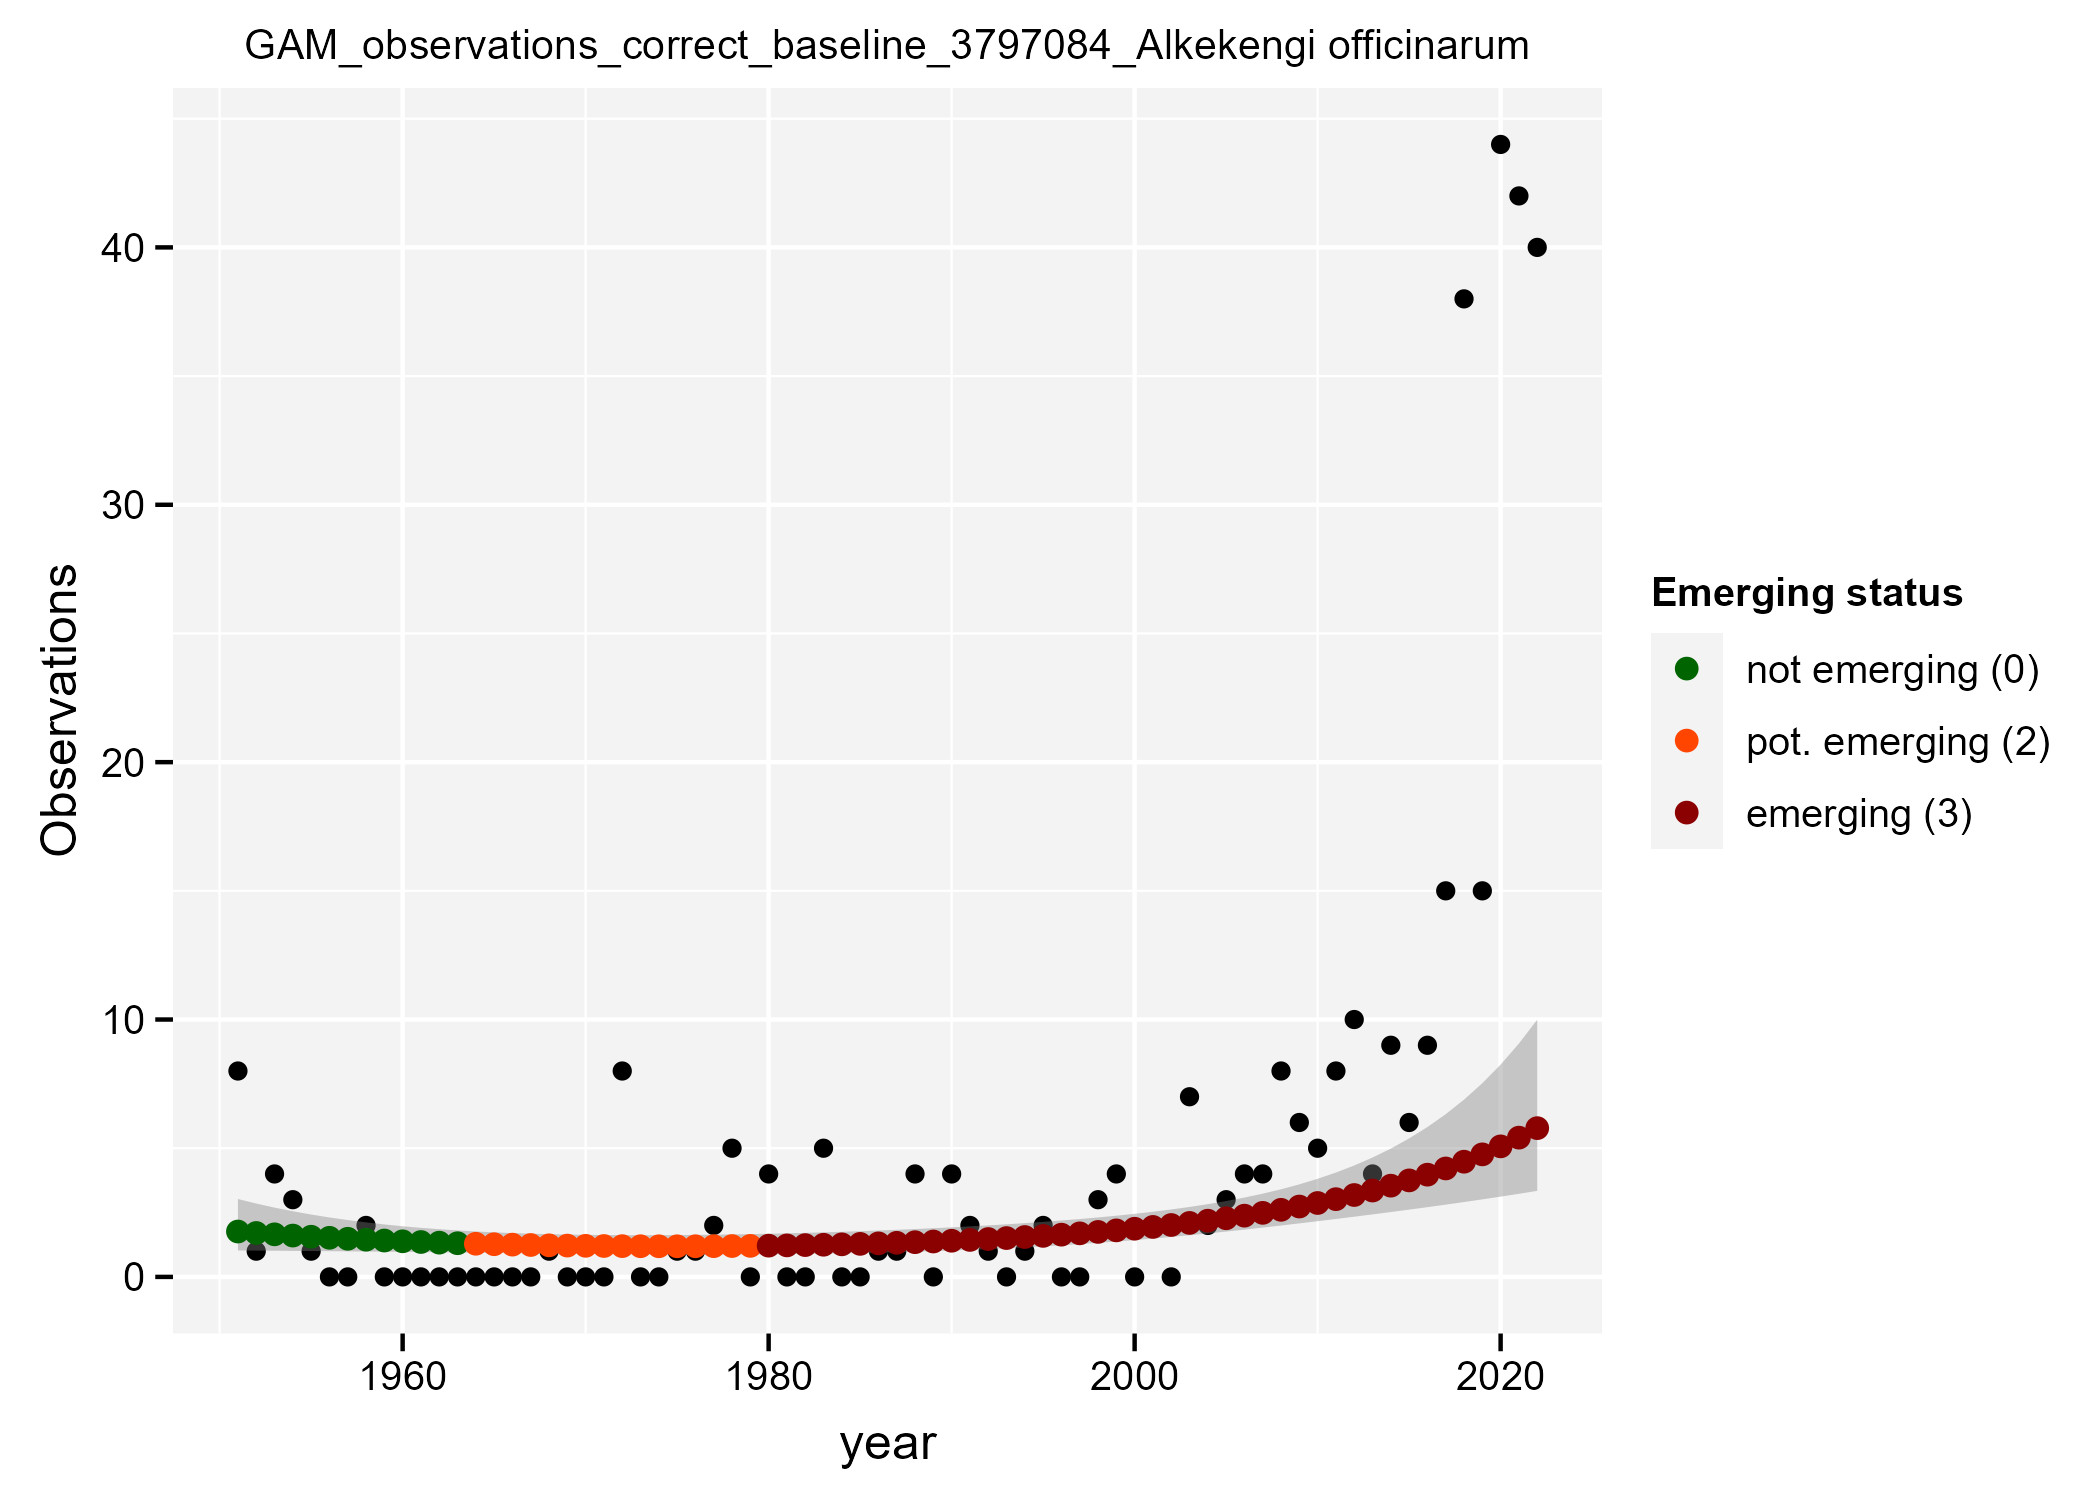 GAM_observations_correct_baseline_3797084_Alkekengi officinarum
Observations
40
30
20
10
0
1960 1980 2000 2020
year
Emerging status
not emerging (0)
pot. emerging (2)
emerging (3)